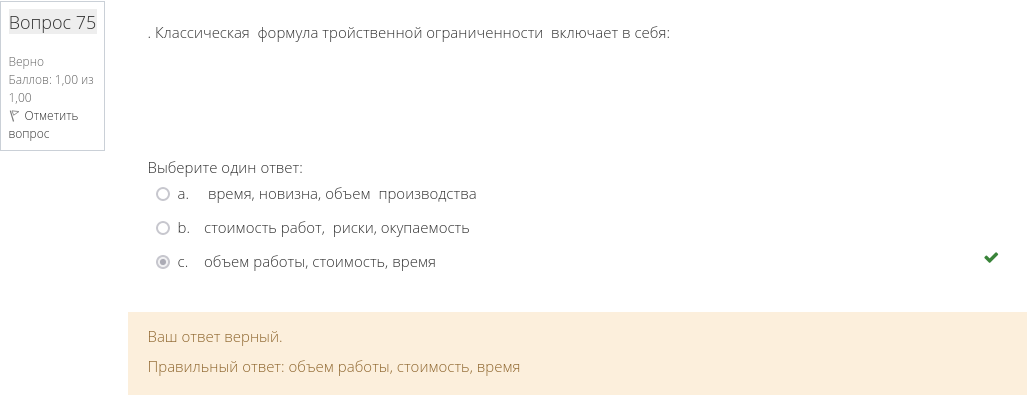 Вопрос 75
Верно
Баллов: 1,00 из
1,00
Отметить
вопрос
. Классическая формула тройственной ограниченности включает в себя:
Выберите один ответ:
a. время, новизна, объем производства
b. стоимость работ, риски, окупаемость
c. объем работы, стоимость, время
Ваш ответ верный.
Правильный ответ: объем работы, стоимость, время